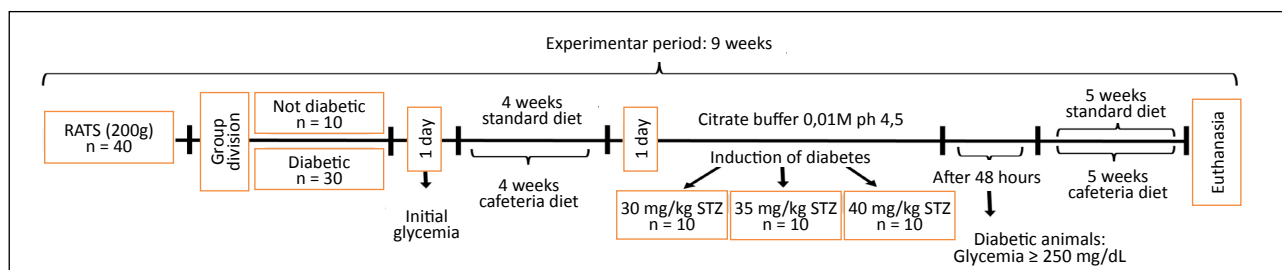 Experimentar period: 9 weeks
RATS (200g)
n = 40
Group
division
Not diabetic
n = 10
Diabetic
n = 30
1 day
Initial
glycemia
4 weeks
standard diet
4 weeks
cafeteria diet
1 day
Citrate buffer 0,01M ph 4,5
Induction of diabetes
30 mg/kg STZ
n = 10
35 mg/kg STZ
n = 10
40 mg/kg STZ
n = 10
After 48 hours
Diabetic animals:
Glycemia ≥ 250 mg/dL
5 weeks
standard diet
5 weeks
cafeteria diet
Euthanasia